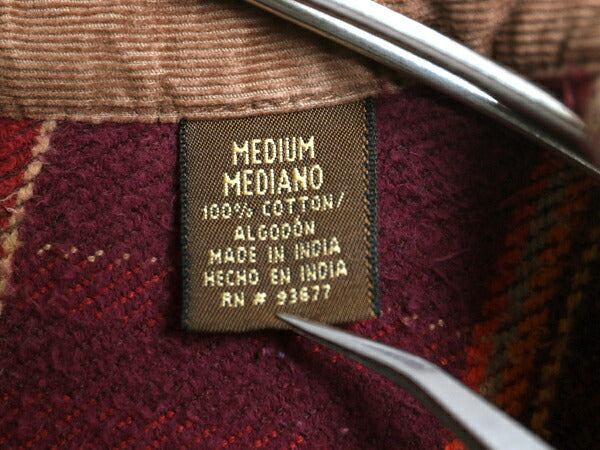 MEDIUM
MEDIANO
100% COTTON/
ALGODÓN
MADE IN INDIA
HECHO EN INDIA
RN # 93677